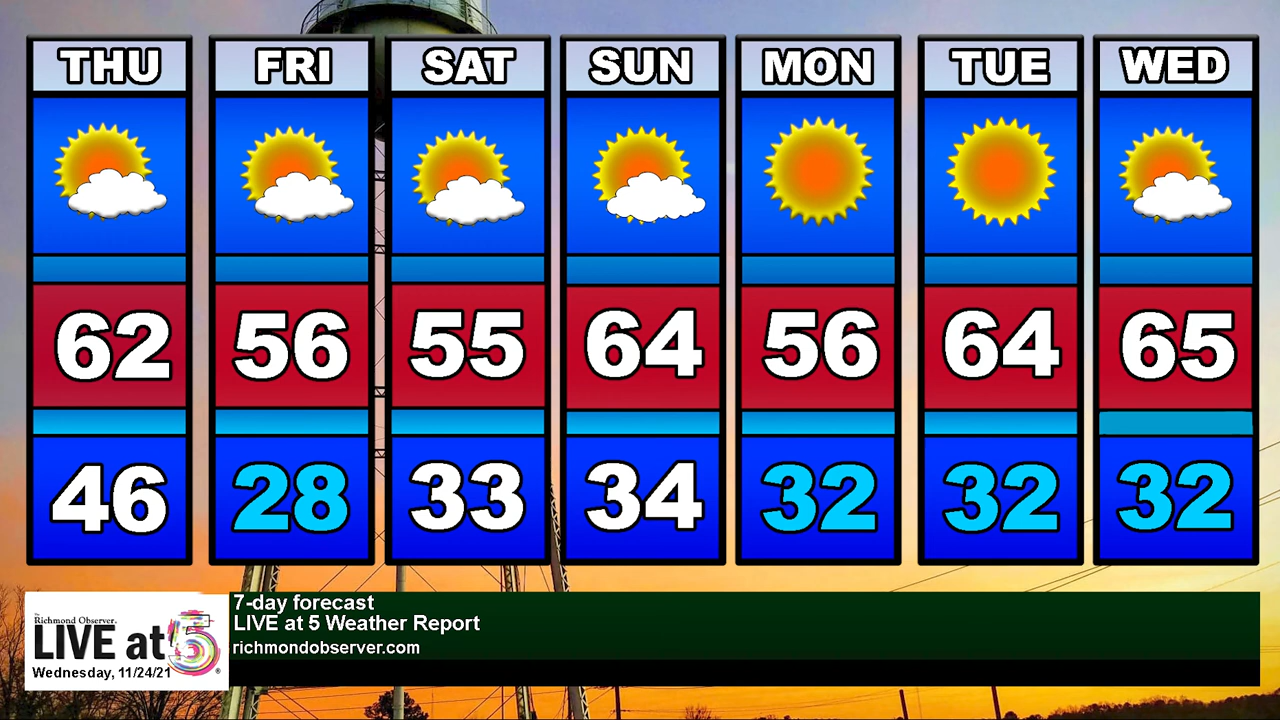 THU FRI SAT SUN MON TUE WED
62 56 55 64 56 64 65
46 28 33 34 32 32 32
The
Richmond Observer.
LIVE at 5®
Wednesday, 11/24/21
7-day forecast
LIVE at 5 Weather Report
richmondobserver.com